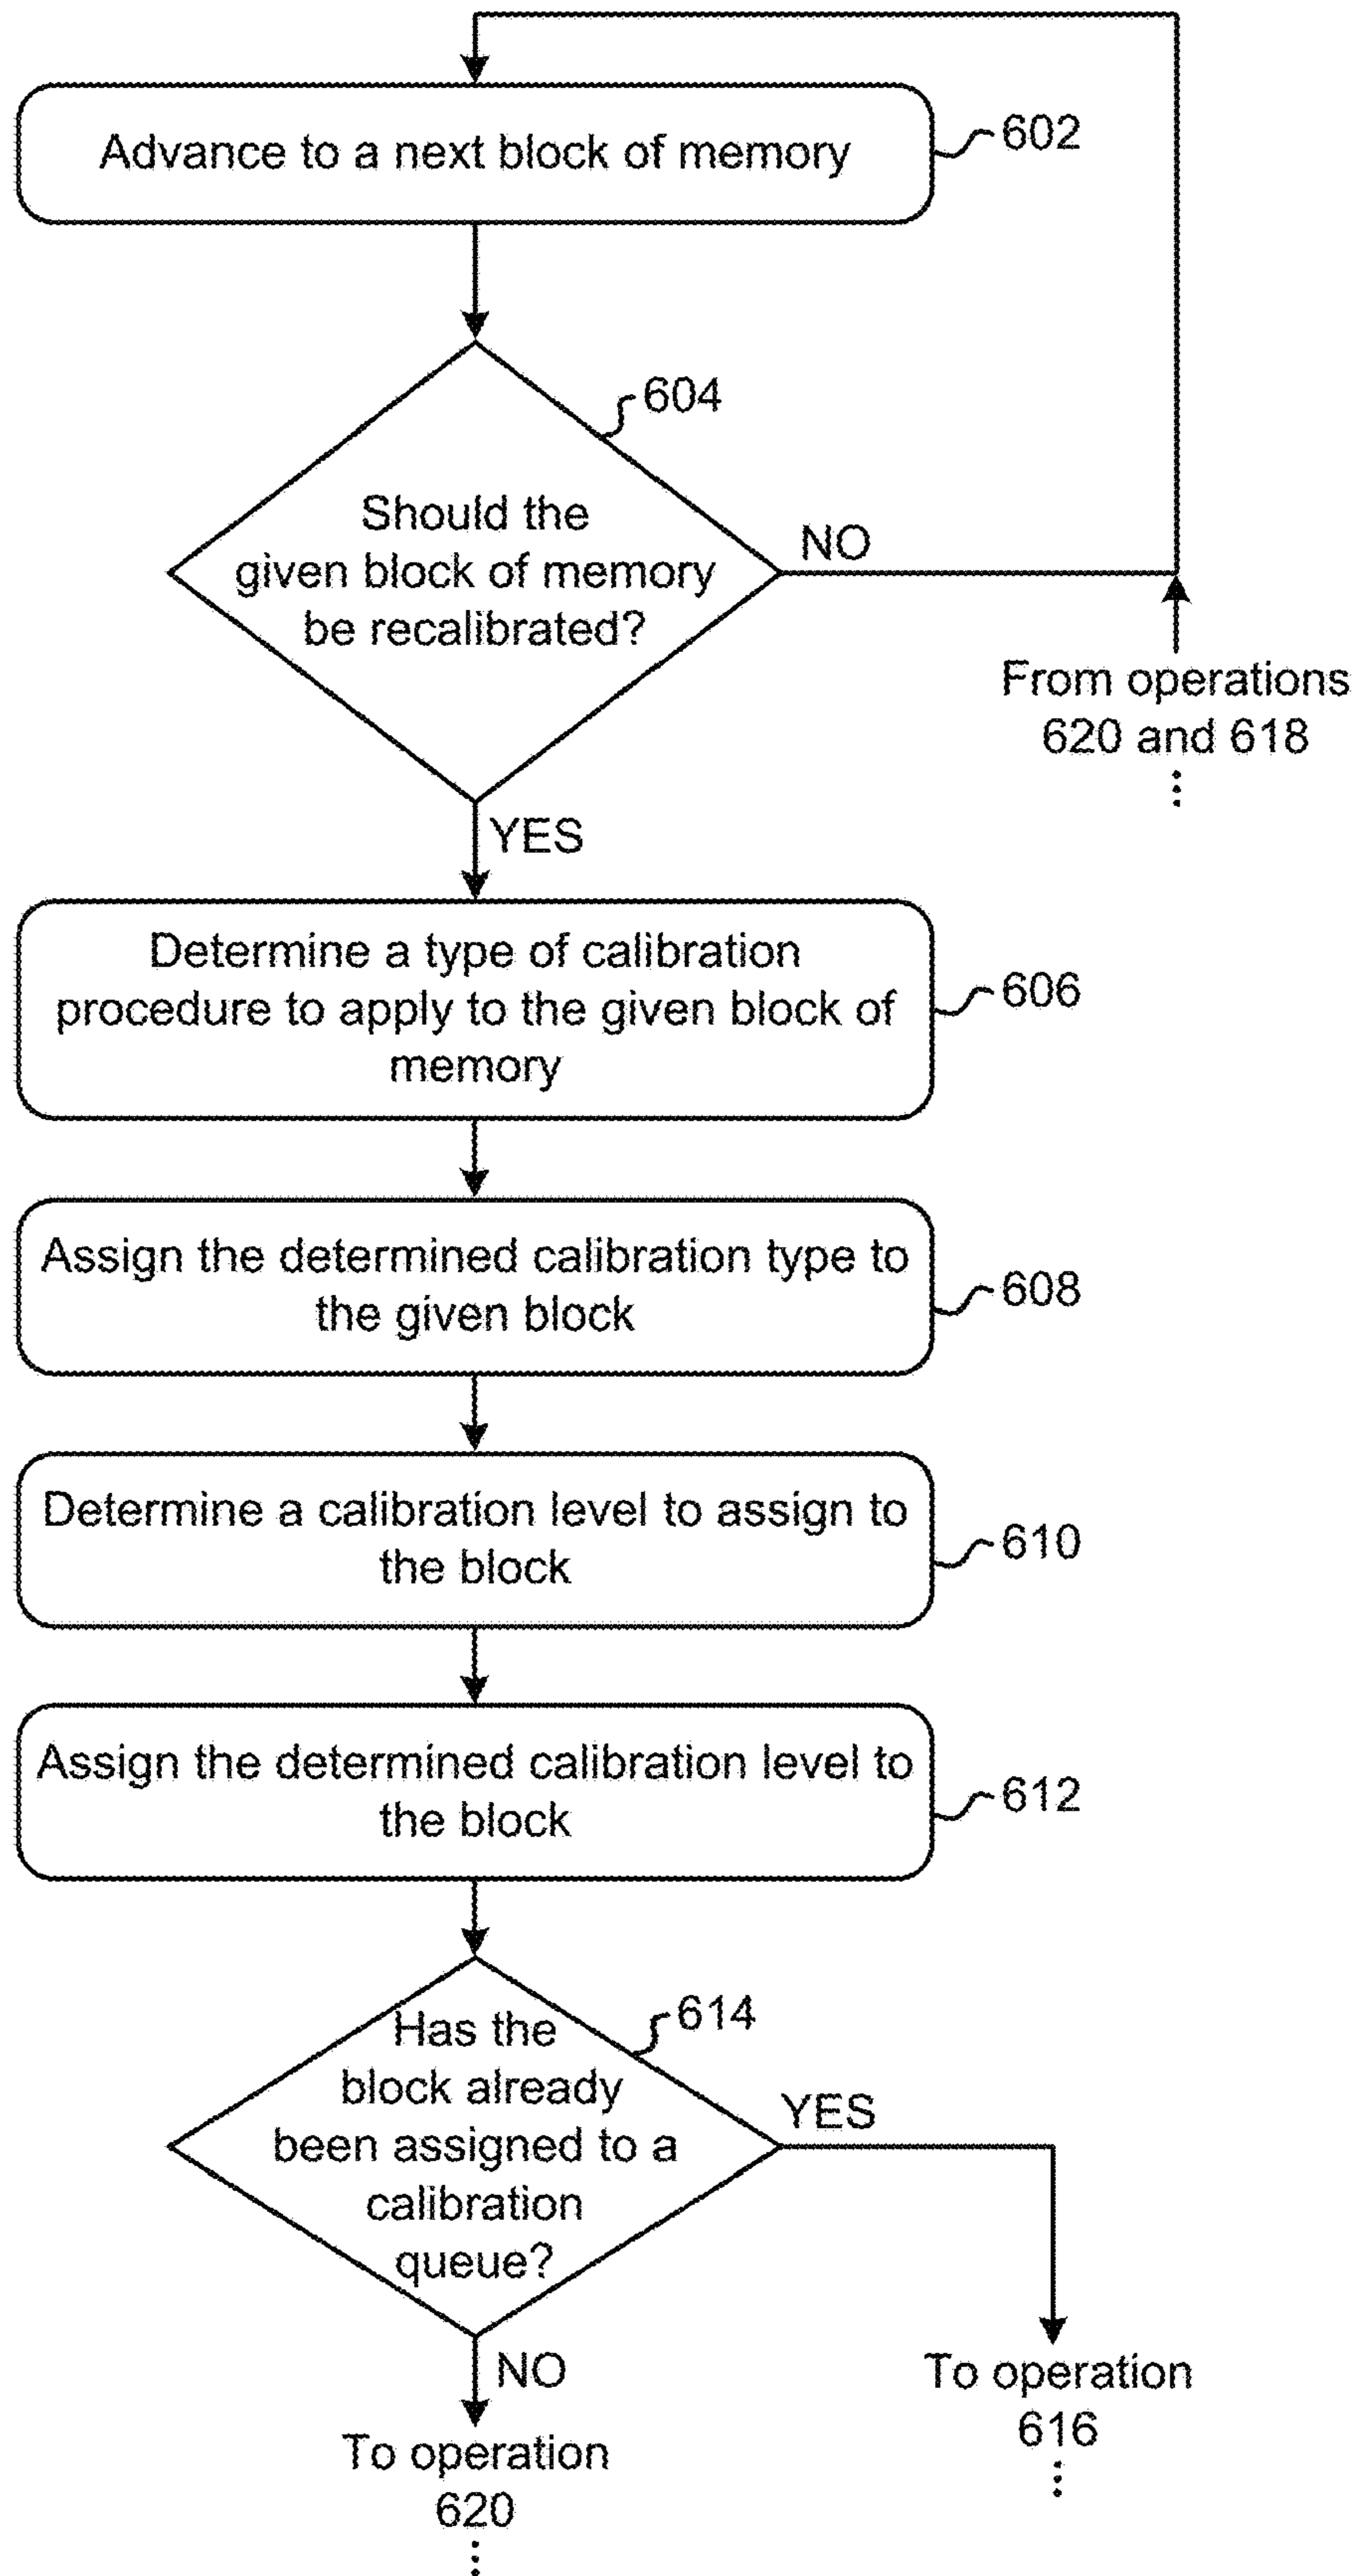 Advance to a next block of memory
602
604
Should the
given block of memory
be recalibrated?
NO
From operations
620 and 618
YES
Determine a type of calibration
procedure to apply to the given block of
memory
606
Assign the determined calibration type to
the given block
608
Determine a calibration level to assign to
the block
610
Assign the determined calibration level to
the block
612
614
Has the
block already
been assigned to a
calibration
queue?
YES
NO
To operation
616
To operation
620